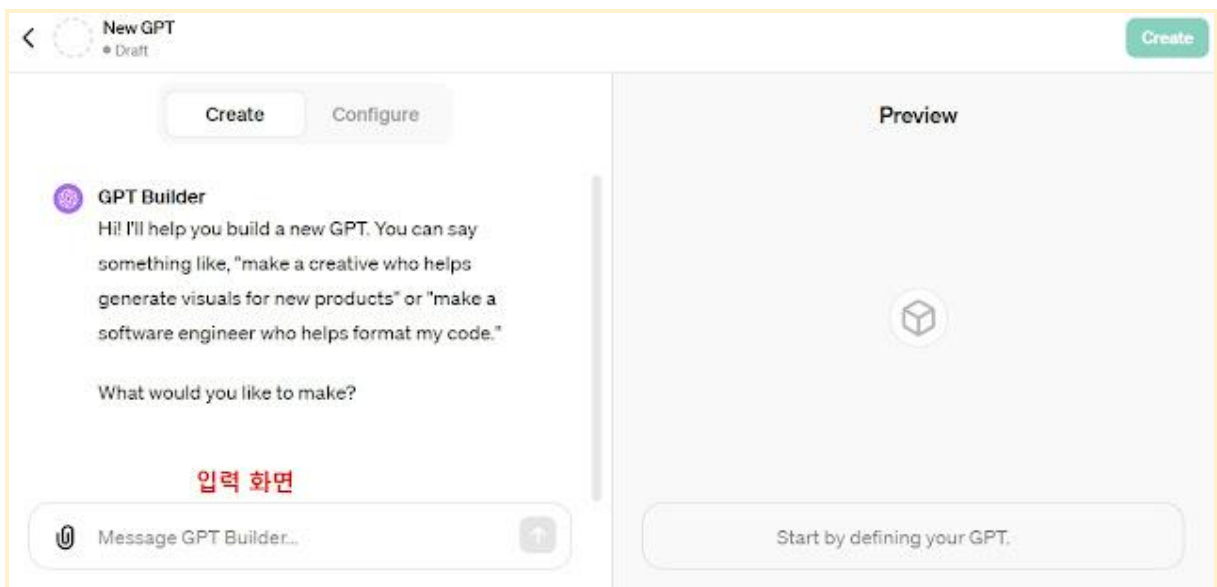 New GPT
Draft
Create
Create
Configure
GPT Builder
Hi! I'll help you build a new GPT. You can say
something like, "make a creative who helps
generate visuals for new products" or "make a
software engineer who helps format my code."
What would you like to make?
입력 화면
Message GPT Builder...
Preview
Start by defining your GPT.